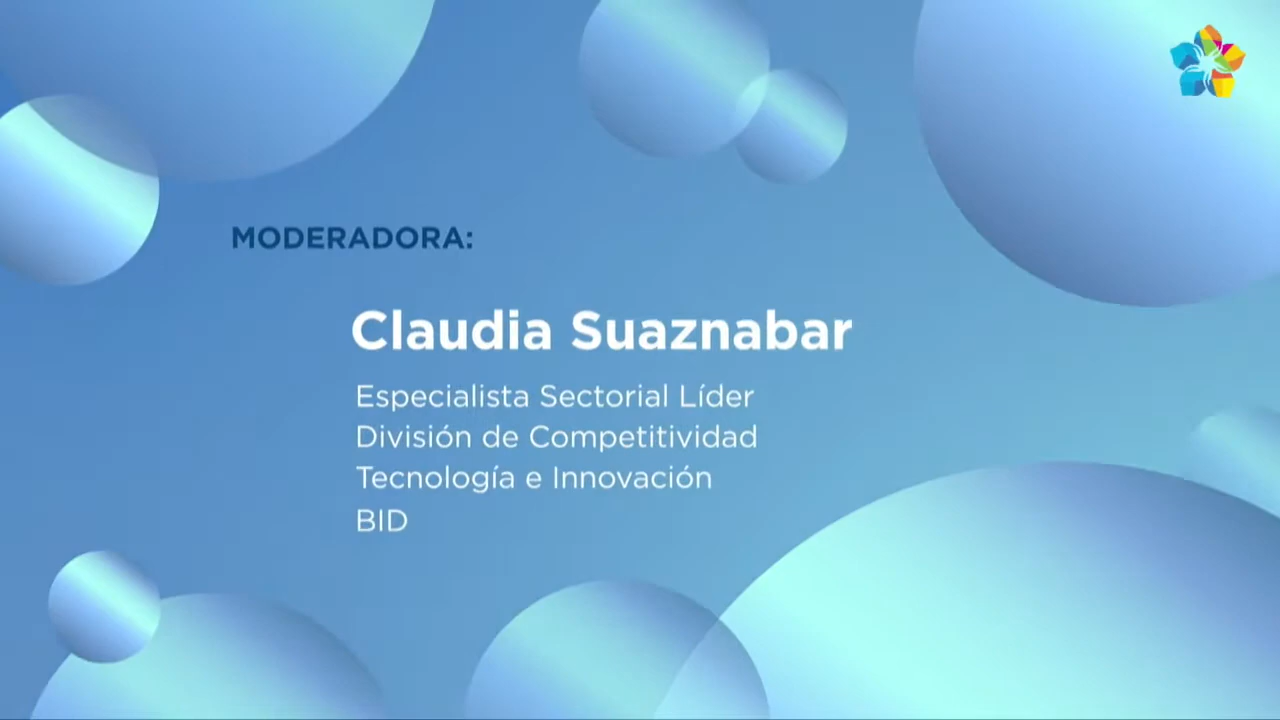 MODERADORA:
Claudia Suaznabar
Especialista Sectorial Líder
División de Competitividad
Tecnología e Innovación
BID